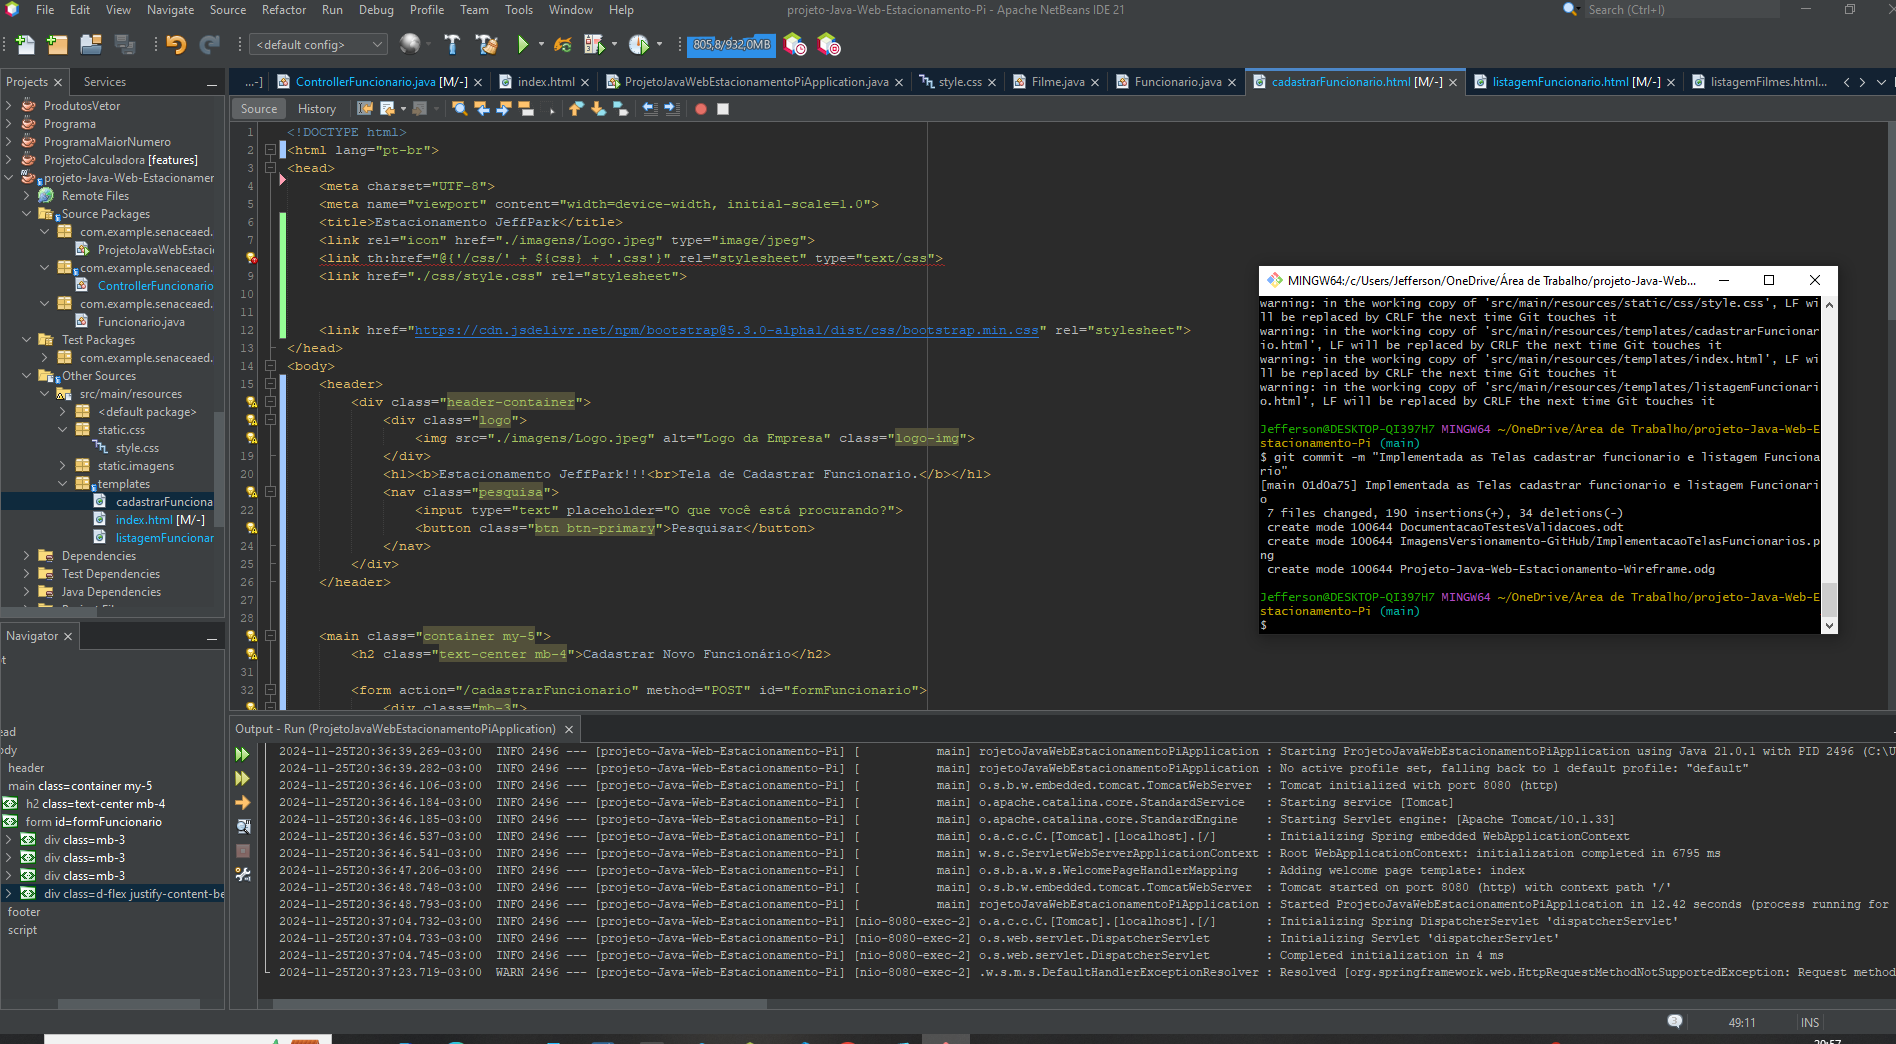 File Edit View Navigate Source Refactor Run Debug Profile Team Tools Window Help
projeto-Java-Web-Estacionamento-Pi - Apache NetBeans IDE 21
Search (Ctrl+I)
<default config>
805,8/932,0MB
Projects
Services
...-]
ControllerFuncionario.java [M/-]
index.html
ProjetoJavaWebEstacionamentoPiApplication.java
style.css
Filme.java
Funcionario.java
cadastrarFuncionario.html [M/-]
listagemFuncionario.html [M/-]
listagemFilmes.html...
Source
History
ProdutosVetor
Programa
ProgramaMaiorNumero
ProjetoCalculadora [features]
projeto-Java-Web-Estacionamer
Remote Files
Source Packages
com.example.senaceaed.
ProjetoJavaWebEstacio
com.example.senaceaed.
ControllerFuncionario
com.example.senaceaed.
Funcionario.java
Test Packages
com.example.senaceaed.
Other Sources
src/main/resources
<default package>
static.css
style.css
static.imagens
templates
cadastrarFunciona
index.html [M/-]
listagemFuncionar
Dependencies
Test Dependencies
Java Dependencies
Navigator
ead
ody
header
main class=container my-5
h2 class=text-center mb-4
form id=formFuncionario
div class=mb-3
div class=mb-3
div class=mb-3
div class=d-flex justify-content-be
footer
script
1 <!DOCTYPE html>
2 <html lang="pt-br">
3 <head>
4 <meta charset="UTF-8">
5 <meta name="viewport" content="width=device-width, initial-scale=1.0">
6 <title>Estacionamento JeffPark</title>
7 <link rel="icon" href="./imagens/Logo.jpeg" type="image/jpeg">
<link th:href="@{'/css/' + ${css} + '.css'}" rel="stylesheet" type="text/css">
9 <link href="./css/style.css" rel="stylesheet">
10
11
12 <link href="https://cdn.jsdelivr.net/npm/bootstrap@5.3.0-alpha1/dist/css/bootstrap.min.css" rel="stylesheet">
13 </head>
14 <body>
15 <header>
<div class="header-container">
<div class="logo">
<img src="./imagens/Logo.jpeg" alt="Logo da Empresa" class="logo-img">
19 </div>
20 <h1><b>Estacionamento JeffPark!!!<br>Tela de Cadastrar Funcionario.</b></h1>
<nav class="pesquisa">
22 <input type="text" placeholder="O que você está procurando?">
<button class="btn btn-primary">Pesquisar</button>
24 </nav>
25 </div>
26 </header>
27
28
<main class="container my-5">
<h2 class="text-center mb-4">Cadastrar Novo Funcionário</h2>
31
32 <form action="/cadastrarFuncionario" method="POST" id="formFuncionario">
<div class="mb-3">
MINGW64:/c/Users/Jefferson/OneDrive/Área de Trabalho/projeto-Java-Web...
warning: in the working copy of 'src/main/resources/static/css/style.css', LF wi
ll be replaced by CRLF the next time Git touches it
warning: in the working copy of 'src/main/resources/templates/cadastrarFuncionar
io.html', LF will be replaced by CRLF the next time Git touches it
warning: in the working copy of 'src/main/resources/templates/index.html', LF wi
ll be replaced by CRLF the next time Git touches it
warning: in the working copy of 'src/main/resources/templates/listagemFuncionari
o.html', LF will be replaced by CRLF the next time Git touches it
Jefferson@DESKTOP-QI397H7 MINGW64 ~/OneDrive/Área de Trabalho/projeto-Java-Web-E
stacionamento-Pi (main)
$ git commit -m "Implementada as Telas cadastrar funcionario e listagem Funciona
rio"
[main 01d0a75] Implementada as Telas cadastrar funcionario e listagem Funcionari
o
7 files changed, 190 insertions(+), 34 deletions(-)
create mode 100644 DocumentacaoTestesValidacoes.odt
create mode 100644 ImagensVersionamento-GitHub/ImplementacaoTelasFuncionarios.p
ng
create mode 100644 Projeto-Java-Web-Estacionamento-Wireframe.odg
Jefferson@DESKTOP-QI397H7 MINGW64 ~/OneDrive/Área de Trabalho/projeto-Java-Web-E
stacionamento-Pi (main)
$
Output - Run (ProjetoJavaWebEstacionamentoPiApplication)
2024-11-25T20:36:39.269-03:00 INFO 2496 --- [projeto-Java-Web-Estacionamento-Pi] [ main] rojetoJavaWebEstacionamentoPiApplication : Starting ProjetoJavaWebEstacionamentoPiApplication using Java 21.0.1 with PID 2496 (C:\U
2024-11-25T20:36:39.282-03:00 INFO 2496 --- [projeto-Java-Web-Estacionamento-Pi] [ main] rojetoJavaWebEstacionamentoPiApplication : No active profile set, falling back to 1 default profile: "default"
2024-11-25T20:36:46.106-03:00 INFO 2496 --- [projeto-Java-Web-Estacionamento-Pi] [ main] o.s.b.w.embedded.tomcat.TomcatWebServer : Tomcat initialized with port 8080 (http)
2024-11-25T20:36:46.184-03:00 INFO 2496 --- [projeto-Java-Web-Estacionamento-Pi] [ main] o.apache.catalina.core.StandardService : Starting service [Tomcat]
2024-11-25T20:36:46.185-03:00 INFO 2496 --- [projeto-Java-Web-Estacionamento-Pi] [ main] o.apache.catalina.core.StandardEngine : Starting Servlet engine: [Apache Tomcat/10.1.33]
2024-11-25T20:36:46.537-03:00 INFO 2496 --- [projeto-Java-Web-Estacionamento-Pi] [ main] o.a.c.c.C.[Tomcat].[localhost].[/] : Initializing Spring embedded WebApplicationContext
2024-11-25T20:36:46.541-03:00 INFO 2496 --- [projeto-Java-Web-Estacionamento-Pi] [ main] w.s.c.ServletWebServerApplicationContext : Root WebApplicationContext: initialization completed in 6795 ms
2024-11-25T20:36:47.206-03:00 INFO 2496 --- [projeto-Java-Web-Estacionamento-Pi] [ main] o.s.b.a.w.s.WelcomePageHandlerMapping : Adding welcome page template: index
2024-11-25T20:36:48.748-03:00 INFO 2496 --- [projeto-Java-Web-Estacionamento-Pi] [ main] o.s.b.w.embedded.tomcat.TomcatWebServer : Tomcat started on port 8080 (http) with context path '/'
2024-11-25T20:36:48.793-03:00 INFO 2496 --- [projeto-Java-Web-Estacionamento-Pi] [ main] rojetoJavaWebEstacionamentoPiApplication : Started ProjetoJavaWebEstacionamentoPiApplication in 12.42 seconds (process running for
2024-11-25T20:37:04.732-03:00 INFO 2496 --- [projeto-Java-Web-Estacionamento-Pi] [nio-8080-exec-2] o.a.c.c.C.[Tomcat].[localhost].[/] : Initializing Spring DispatcherServlet 'dispatcherServlet'
2024-11-25T20:37:04.733-03:00 INFO 2496 --- [projeto-Java-Web-Estacionamento-Pi] [nio-8080-exec-2] o.s.web.servlet.DispatcherServlet : Initializing Servlet 'dispatcherServlet'
2024-11-25T20:37:04.745-03:00 INFO 2496 --- [projeto-Java-Web-Estacionamento-Pi] [nio-8080-exec-2] o.s.web.servlet.DispatcherServlet : Completed initialization in 4 ms
2024-11-25T20:37:23.719-03:00 WARN 2496 --- [projeto-Java-Web-Estacionamento-Pi] [nio-8080-exec-2] .w.s.m.s.DefaultHandlerExceptionResolver : Resolved [org.springframework.web.HttpRequestMethodNotSupportedException: Request method
49:11
INS